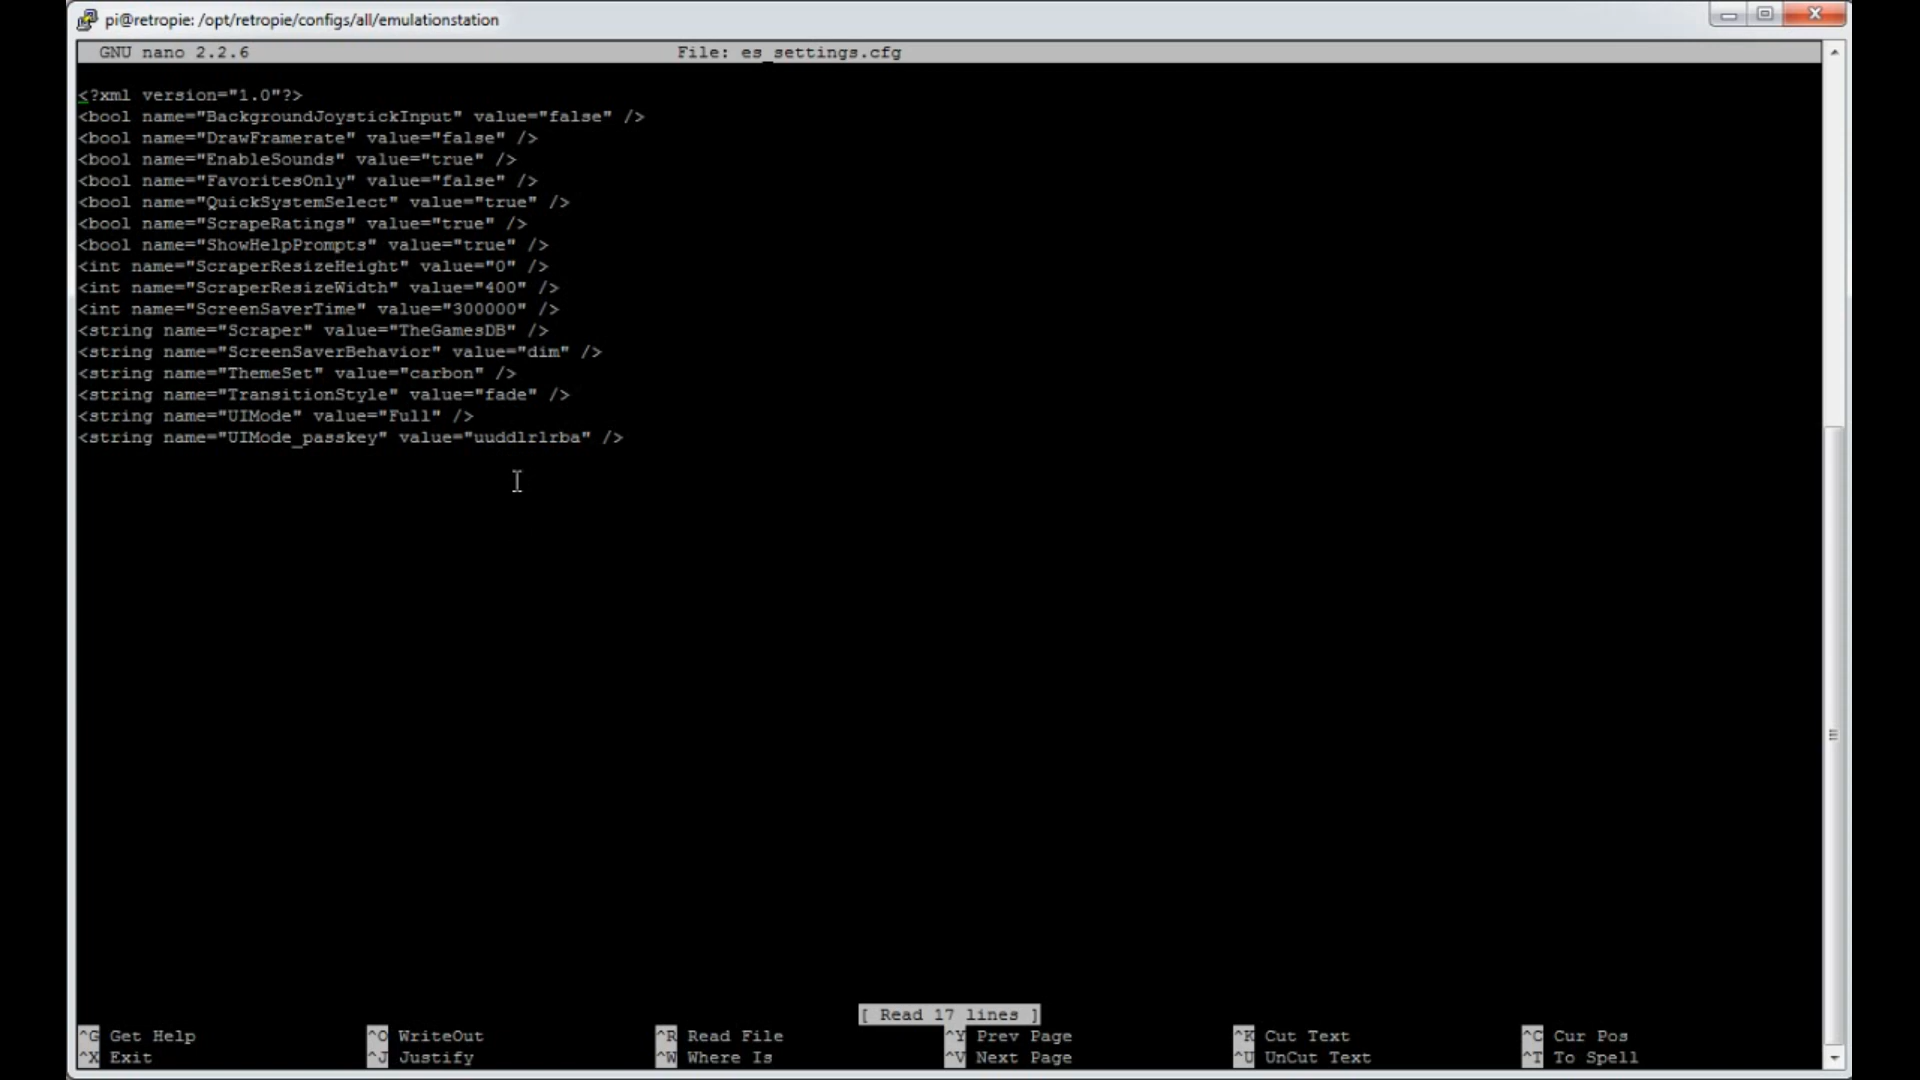 pi@retropie: /opt/retropie/configs/all/emulationstation
GNU nano 2.2.6 File: es_settings.cfg
<?xml version="1.0"?>
<bool name="BackgroundJoystickInput" value="false" />
<bool name="DrawFramerate" value="false" />
<bool name="EnableSounds" value="true" />
<bool name="FavoritesOnly" value="false" />
<bool name="QuickSystemSelect" value="true" />
<bool name="ScrapeRatings" value="true" />
<bool name="ShowHelpPrompts" value="true" />
<int name="ScraperResizeHeight" value="0" />
<int name="ScraperResizeWidth" value="400" />
<int name="ScreenSaverTime" value="300000" />
<string name="Scraper" value="TheGamesDB" />
<string name="ScreenSaverBehavior" value="dim" />
<string name="ThemeSet" value="carbon" />
<string name="TransitionStyle" value="fade" />
<string name="UIMode" value="Full" />
<string name="UIMode_passkey" value="uuddlrlrba" />
[ Read 17 lines ]
^G Get Help ^O WriteOut ^R Read File ^Y Prev Page ^K Cut Text ^C Cur Pos
^X Exit ^J Justify ^W Where Is ^V Next Page ^U UnCut Text ^T To Spell